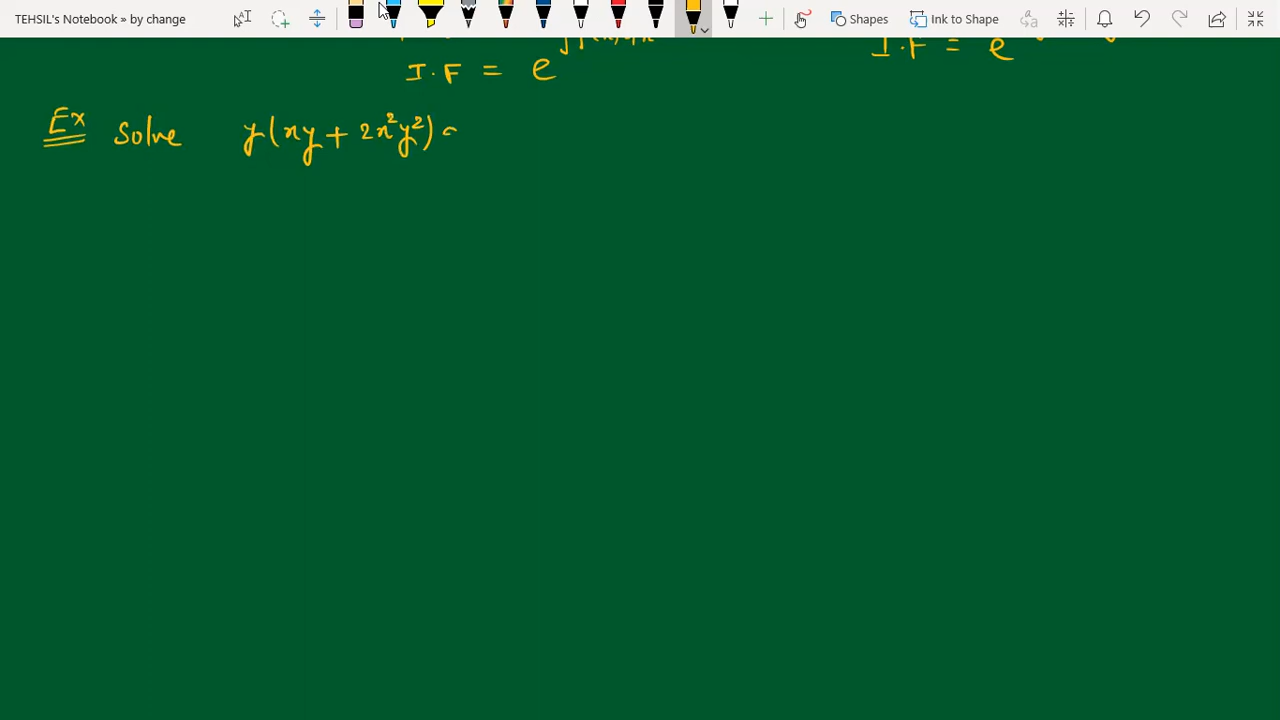 TEHSIL's Notebook » by change
Shapes
Ink to Shape
I.F = e
I.F = e
Ex Solve y(xy + 2x²y²)